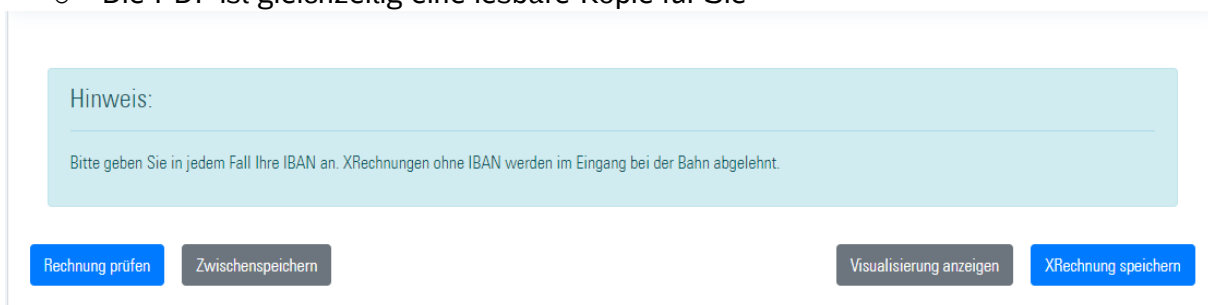 Die PDF ist gleichzeitig eine lesbare Kopie für Sie
Hinweis:
Bitte geben Sie in jedem Fall Ihre IBAN an. XRechnungen ohne IBAN werden im Eingang bei der Bahn abgelehnt.
Rechnung prüfen Zwischenspeichern Visualisierung anzeigen XRechnung speichern